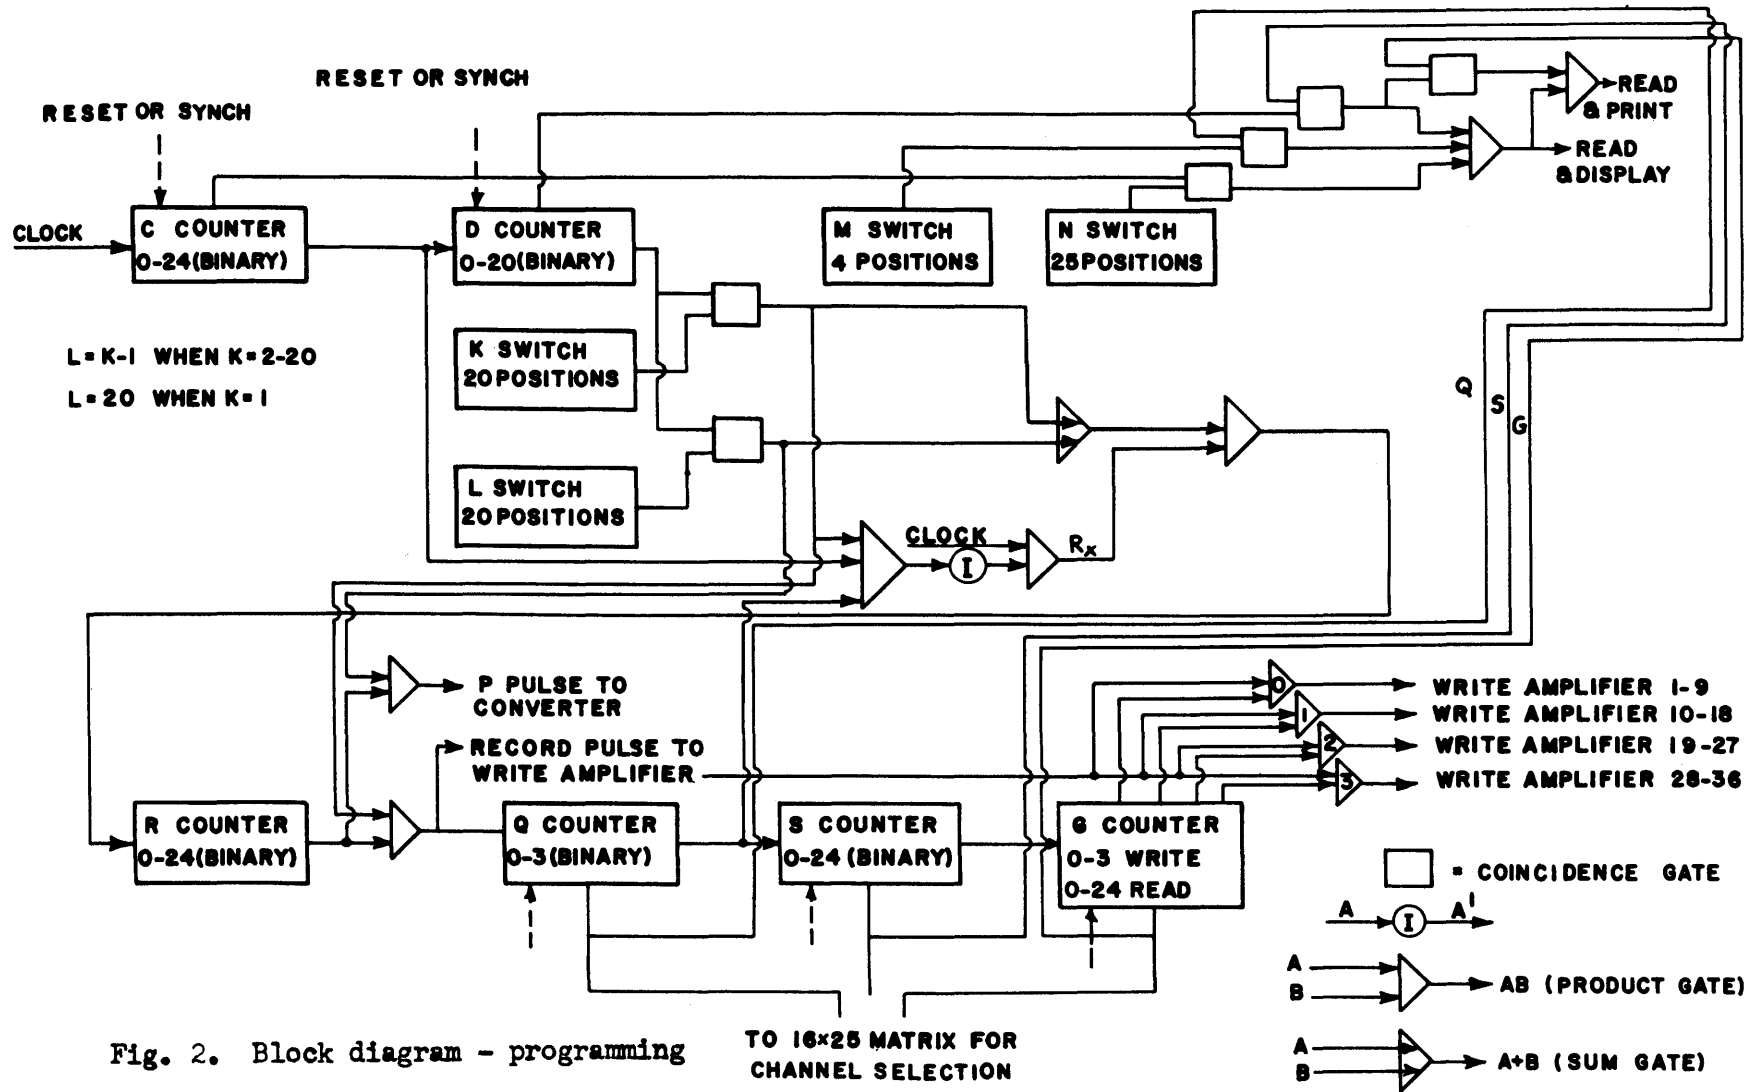 RESET OR SYNCH
RESET OR SYNCH
CLOCK
C COUNTER
0-24(BINARY)
D COUNTER
0-20(BINARY)
M SWITCH
4 POSITIONS
N SWITCH
25 POSITIONS
READ
& PRINT
READ
& DISPLAY
L = K-1 WHEN K = 2-20
L = 20 WHEN K = 1
K SWITCH
20 POSITIONS
L SWITCH
20 POSITIONS
Q
S
G
CLOCK
I
Rx
P PULSE TO
CONVERTER
RECORD PULSE TO
WRITE AMPLIFIER
0
1
2
3
WRITE AMPLIFIER 1-9
WRITE AMPLIFIER 10-18
WRITE AMPLIFIER 19-27
WRITE AMPLIFIER 28-36
R COUNTER
0-24(BINARY)
Q COUNTER
0-3(BINARY)
S COUNTER
0-24 (BINARY)
G COUNTER
0-3 WRITE
0-24 READ
= COINCIDENCE GATE
A I A'
A
B
AB (PRODUCT GATE)
A
B
A+B (SUM GATE)
TO 16×25 MATRIX FOR
CHANNEL SELECTION
Fig. 2. Block diagram - programming